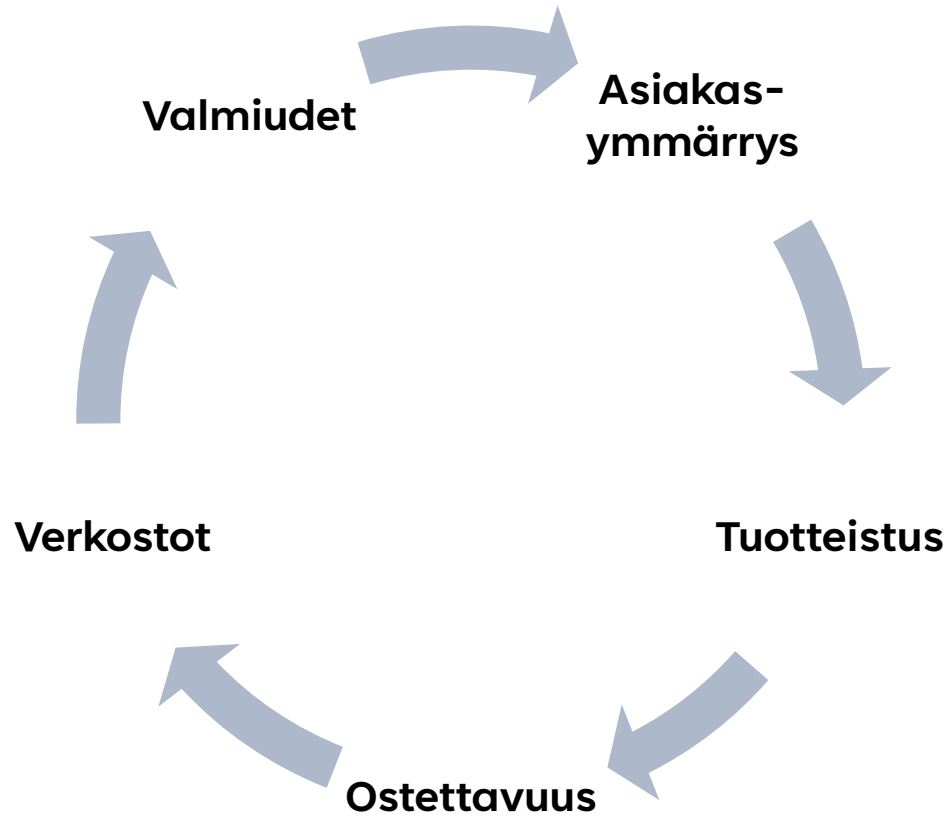 Valmiudet
Asiakas-
ymmärrys
Tuotteistus
Ostettavuus
Verkostot